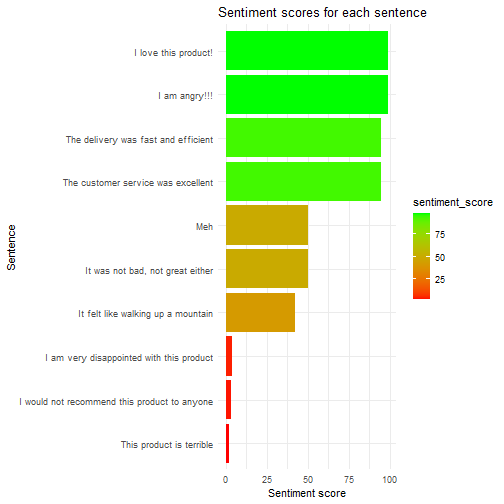 Sentiment scores for each sentence
Sentence
I love this product!
I am angry!!!
The delivery was fast and efficient
The customer service was excellent
Meh
It was not bad, not great either
It felt like walking up a mountain
I am very disappointed with this product
I would not recommend this product to anyone
This product is terrible
0 25 50 75 100
Sentiment score
sentiment_score
75
50
25